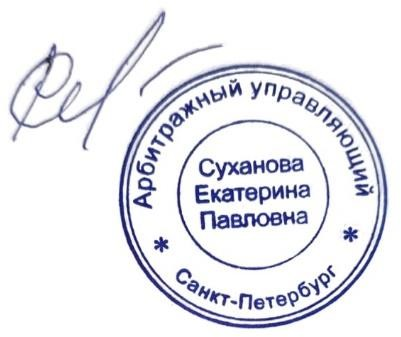 Арбитражный управляющий
Суханова
Екатерина
Павловна
* Санкт-Петербург *